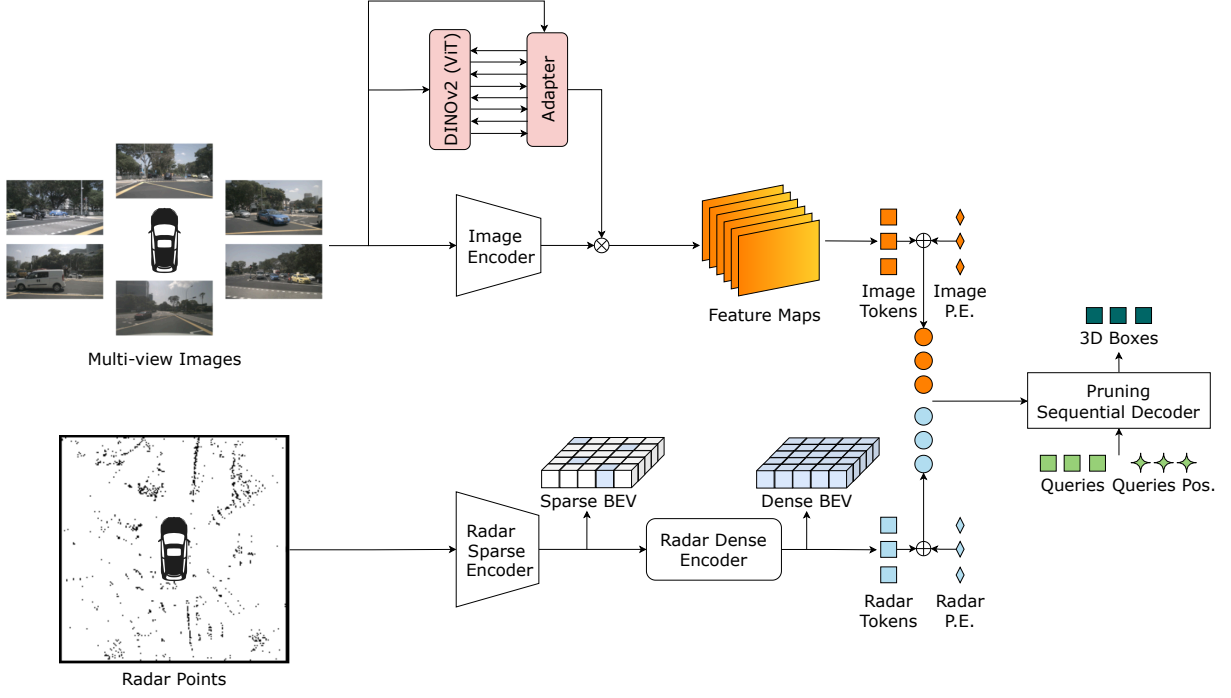 DINOv2 (ViT)
Adapter
Image
Encoder
Multi-view Images
Feature Maps
Image
Tokens
Image
P.E.
3D Boxes
Pruning
Sequential Decoder
Queries
Queries Pos.
Sparse BEV
Dense BEV
Radar
Sparse
Encoder
Radar Dense
Encoder
Radar
Tokens
Radar
P.E.
Radar Points